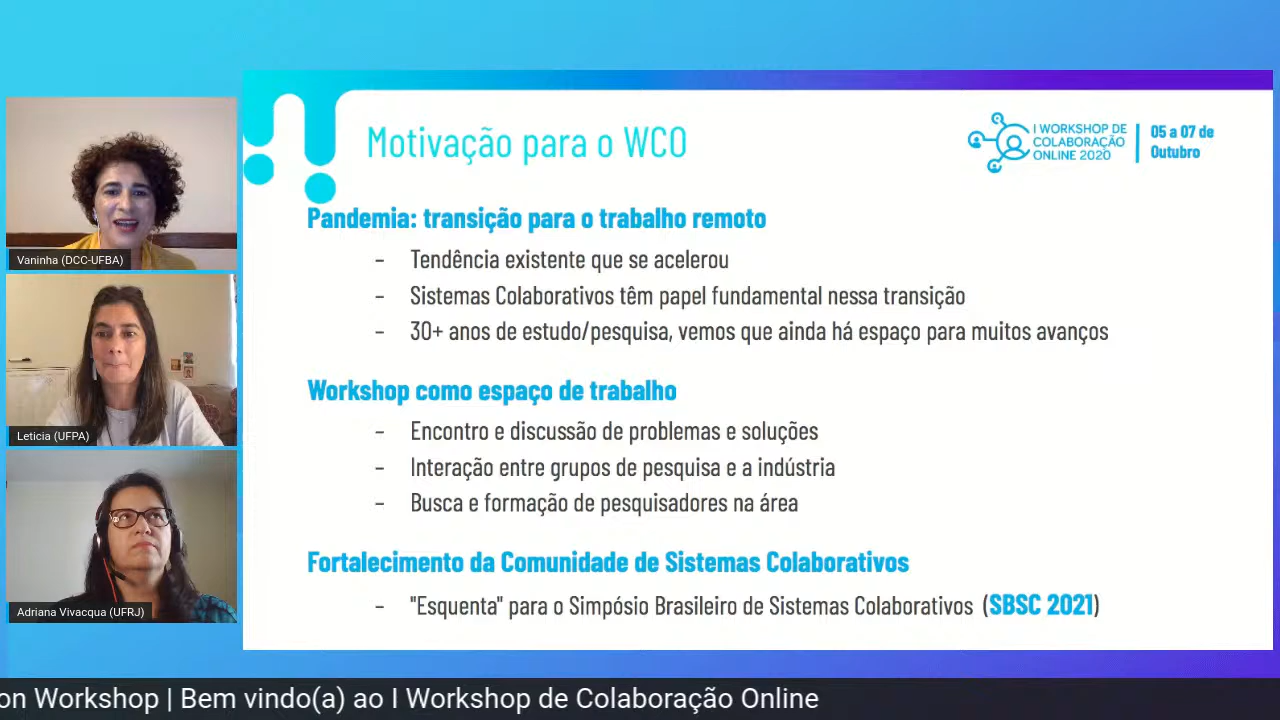 Motivação para o WCO
I WORKSHOP DE
COLABORAÇÃO
ONLINE 2020
05 a 07 de
Outubro
Pandemia: transição para o trabalho remoto
- Tendência existente que se acelerou
- Sistemas Colaborativos têm papel fundamental nessa transição
- 30+ anos de estudo/pesquisa, vemos que ainda há espaço para muitos avanços
Workshop como espaço de trabalho
- Encontro e discussão de problemas e soluções
- Interação entre grupos de pesquisa e a indústria
- Busca e formação de pesquisadores na área
Fortalecimento da Comunidade de Sistemas Colaborativos
- "Esquenta" para o Simpósio Brasileiro de Sistemas Colaborativos (SBSC 2021)
Vaninha (DCC-UFBA)
Leticia (UFPA)
Adriana Vivacqua (UFRJ)
on Workshop | Bem vindo(a) ao I Workshop de Colaboração Online